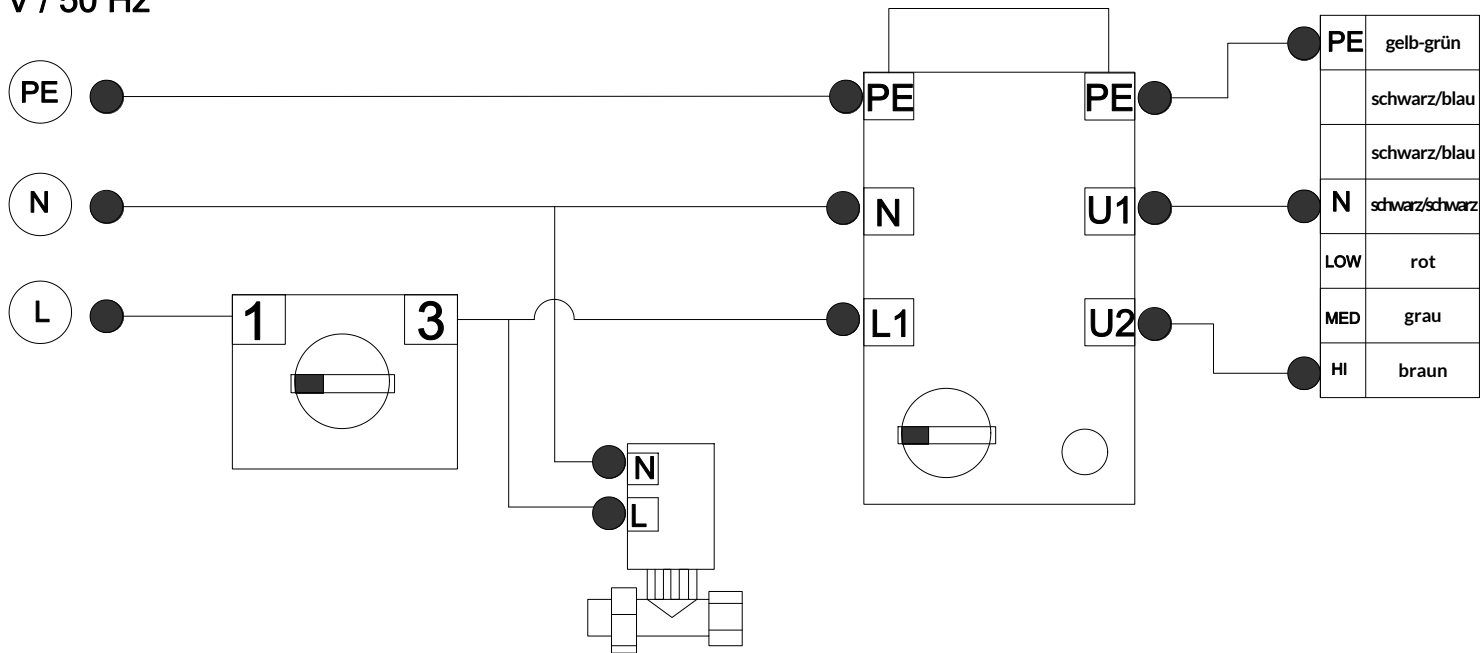 V / 50 Hz
PE
N
L
1
3
N
L
PE
N
L1
PE
U1
U2
PE gelb-grün
schwarz/blau
schwarz/blau
N schwarz/schwarz
LOW rot
MED grau
HI braun